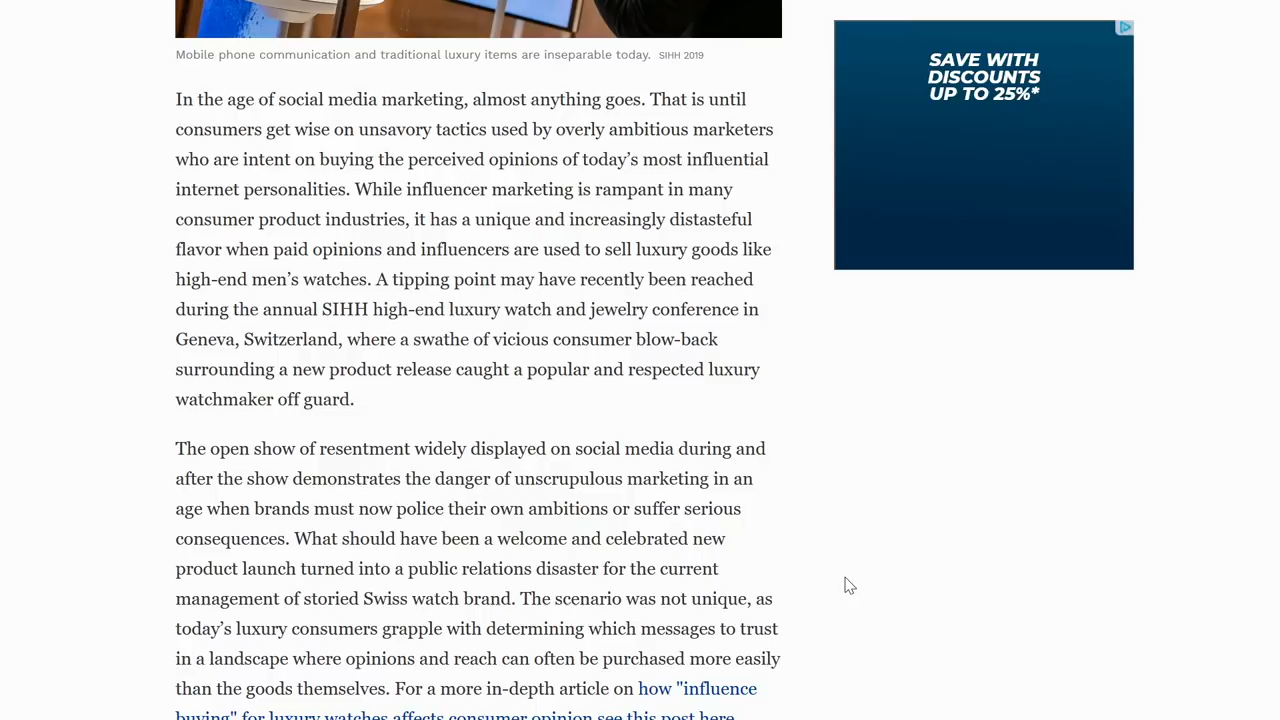 Mobile phone communication and traditional luxury items are inseparable today. SIHH 2019
In the age of social media marketing, almost anything goes. That is until
consumers get wise on unsavory tactics used by overly ambitious marketers
who are intent on buying the perceived opinions of today’s most influential
internet personalities. While influencer marketing is rampant in many
consumer product industries, it has a unique and increasingly distasteful
flavor when paid opinions and influencers are used to sell luxury goods like
high-end men’s watches. A tipping point may have recently been reached
during the annual SIHH high-end luxury watch and jewelry conference in
Geneva, Switzerland, where a swathe of vicious consumer blow-back
surrounding a new product release caught a popular and respected luxury
watchmaker off guard.
The open show of resentment widely displayed on social media during and
after the show demonstrates the danger of unscrupulous marketing in an
age when brands must now police their own ambitions or suffer serious
consequences. What should have been a welcome and celebrated new
product launch turned into a public relations disaster for the current
management of storied Swiss watch brand. The scenario was not unique, as
today’s luxury consumers grapple with determining which messages to trust
in a landscape where opinions and reach can often be purchased more easily
than the goods themselves. For a more in-depth article on how "influence
buying" for luxury watches affects consumer opinion see this post here
SAVE WITH
DISCOUNTS
UP TO 25%*